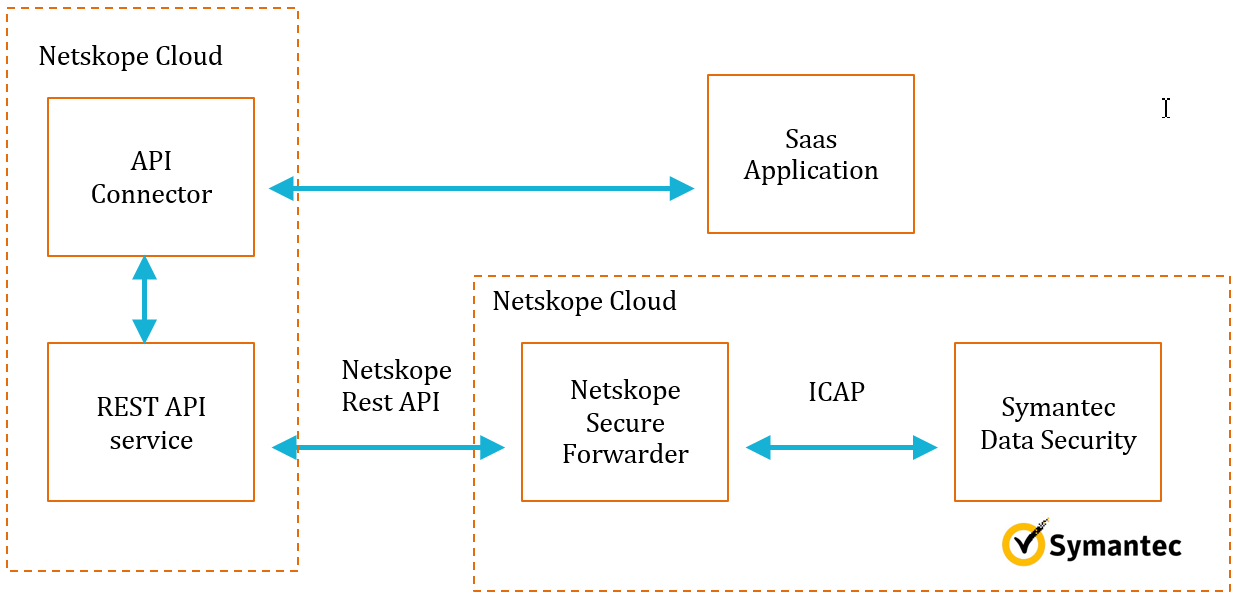 Netskope Cloud
API
Connector
Saas
Application
Netskope Cloud
REST API
service
Netskope
Rest API
Netskope
Secure
Forwarder
ICAP
Symantec
Data Security
Symantec